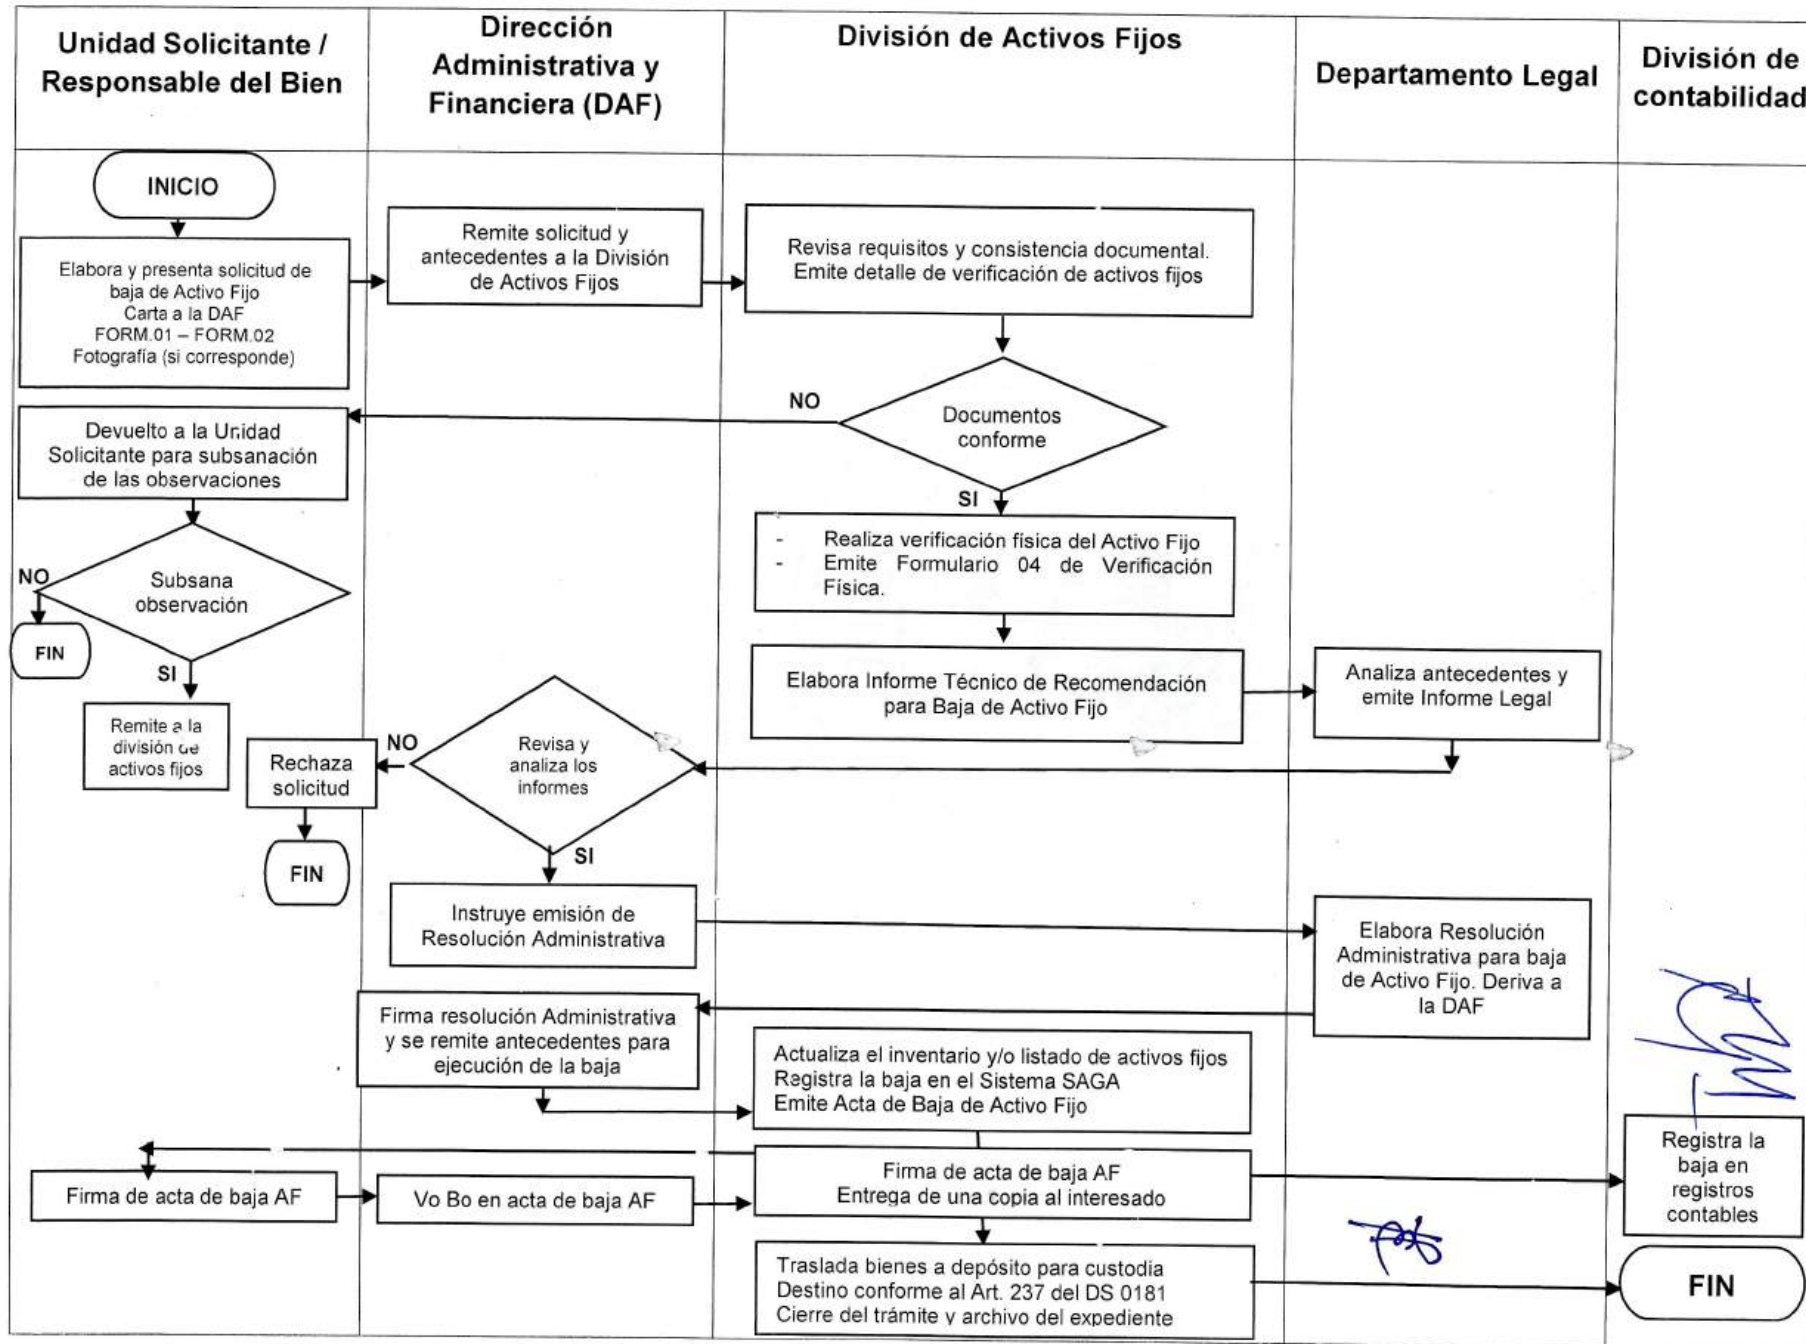 Unidad Solicitante /
Responsable del Bien
Dirección
Administrativa y
Financiera (DAF)
División de Activos Fijos
Departamento Legal
División de
contabilidad
INICIO
Elabora y presenta solicitud de
baja de Activo Fijo
Carta a la DAF
FORM.01 – FORM.02
Fotografía (si corresponde)
Remite solicitud y
antecedentes a la División
de Activos Fijos
Revisa requisitos y consistencia documental.
Emite detalle de verificación de activos fijos
NO
Documentos
conforme
Devuelto a la Unidad
Solicitante para subsanación
de las observaciones
SI
- Realiza verificación física del Activo Fijo
- Emite Formulario 04 de Verificación
Física.
NO
Subsana
observación
FIN
SI
Remite a la
división de
activos fijos
Elabora Informe Técnico de Recomendación
para Baja de Activo Fijo
Analiza antecedentes y
emite Informe Legal
NO
Revisa y
analiza los
informes
Rechaza
solicitud
FIN
SI
Instruye emisión de
Resolución Administrativa
Elabora Resolución
Administrativa para baja
de Activo Fijo. Deriva a
la DAF
Firma resolución Administrativa
y se remite antecedentes para
ejecución de la baja
Actualiza el inventario y/o listado de activos fijos
Registra la baja en el Sistema SAGA
Emite Acta de Baja de Activo Fijo
Firma de acta de baja AF
Vo Bo en acta de baja AF
Firma de acta de baja AF
Entrega de una copia al interesado
Registra la
baja en
registros
contables
Traslada bienes a depósito para custodia
Destino conforme al Art. 237 del DS 0181
Cierre del trámite y archivo del expediente
FIN